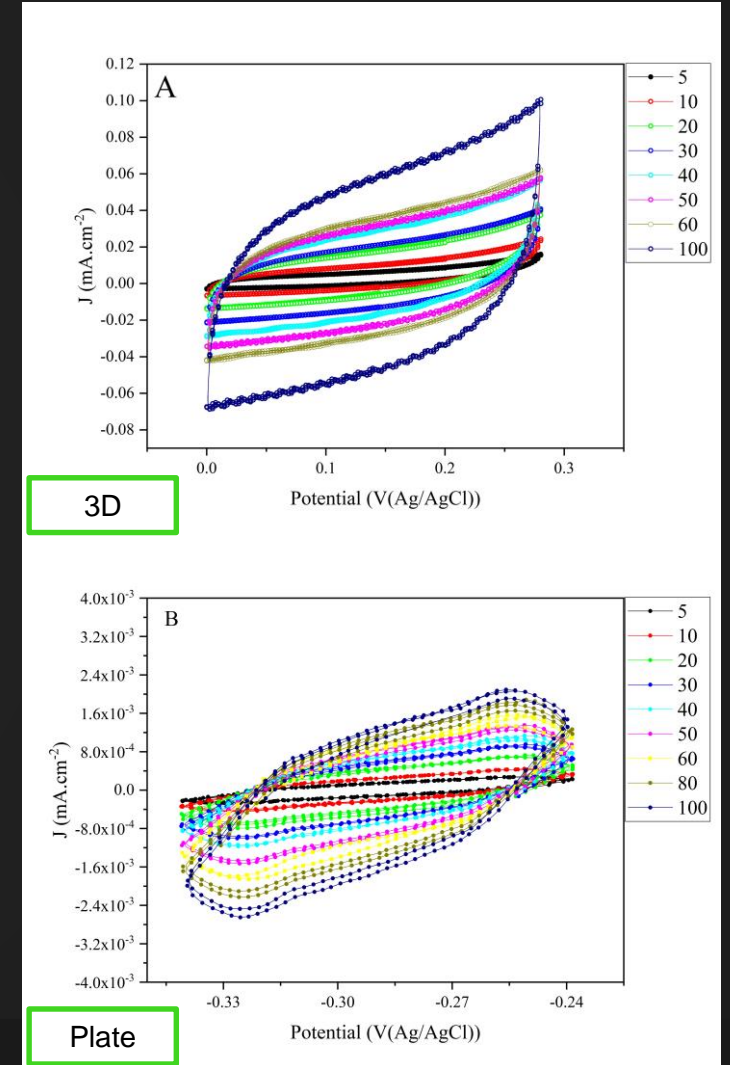 A
0.12
0.10
0.08
0.06
0.04
0.02
0.00
-0.02
-0.04
-0.06
-0.08
J (mA.cm⁻²)
0.0 0.1 0.2 0.3
Potential (V(Ag/AgCl))
5
10
20
30
40
50
60
100
3D
B
4.0x10⁻³
3.2x10⁻³
2.4x10⁻³
1.6x10⁻³
8.0x10⁻⁴
0.0
-8.0x10⁻⁴
-1.6x10⁻³
-2.4x10⁻³
-3.2x10⁻³
-4.0x10⁻³
J (mA.cm⁻²)
-0.33 -0.30 -0.27 -0.24
Potential (V(Ag/AgCl))
5
10
20
30
40
50
60
80
100
Plate